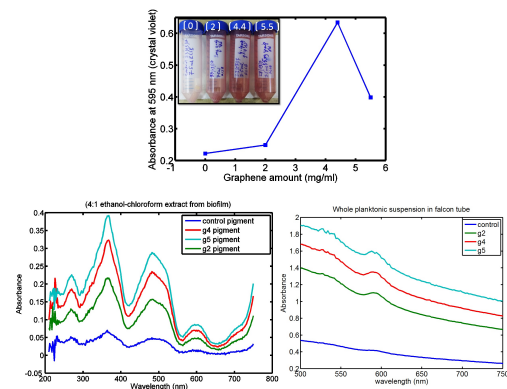 (0) (2) (4.4) (5.5)
0.6
0.5
0.4
0.3
0.2
-1 0 1 2 3 4 5 6
Absorbance at 595 nm (crystal violet)
Graphene amount (mg/ml)
(4:1 ethanol-chloroform extract from biofilm)
0.4
0.35
0.3
0.25
0.2
0.15
0.1
0.05
0
-0.05
Absorbance
control pigment
g4 pigment
g5 pigment
g2 pigment
200 300 400 500 600 700 800
Wavelength (nm)
Whole planktonic suspension in falcon tube
2
1.8
1.6
1.4
1.2
1
0.8
0.6
0.4
0.2
Absorbance
control
g2
g4
g5
500 550 600 650 700 750
wavelength (nm)